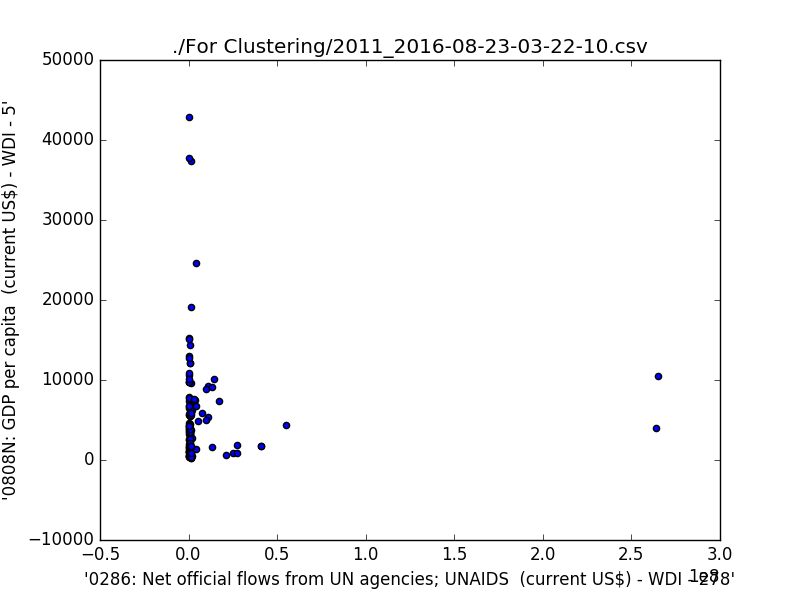 ./For Clustering/2011_2016-08-23-03-22-10.csv
50000
40000
30000
20000
10000
0
−10000
'0808N: GDP per capita  (current US$) - WDI - 5'
−0.5 0.0 0.5 1.0 1.5 2.0 2.5 3.0
1e8
'0286: Net official flows from UN agencies; UNAIDS  (current US$) - WDI - 278'